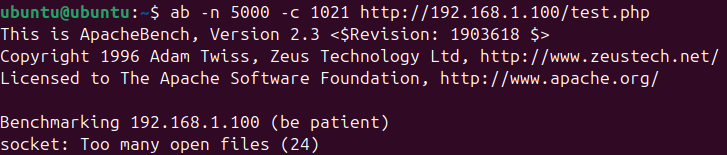 ubuntu@ubuntu:~$ ab -n 5000 -c 1021 http://192.168.1.100/test.php
This is ApacheBench, Version 2.3 <$Revision: 1903618 $>
Copyright 1996 Adam Twiss, Zeus Technology Ltd, http://www.zeustech.net/
Licensed to The Apache Software Foundation, http://www.apache.org/

Benchmarking 192.168.1.100 (be patient)
socket: Too many open files (24)